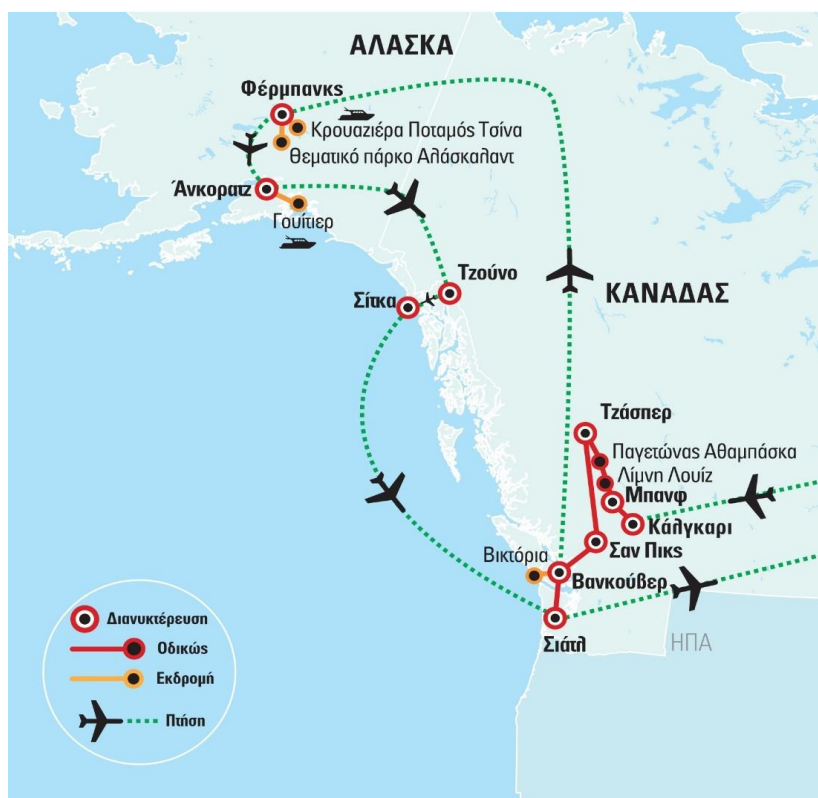 ΑΛΑΣΚΑ
Φέρμπανκς
Κρουαζιέρα Ποταμός Τσίνα
Θεματικό πάρκο Αλάσκαλαντ
Άνκορατζ
Γουίτιερ
Τζούνο
Σίτκα
ΚΑΝΑΔΑΣ
Τζάσπερ
Παγετώνας Αθαμπάσκα
Λίμνη Λουίζ
Μπανφ
Κάλγκαρι
Σαν Πικς
Βικτόρια
Βανκούβερ
Σιάτλ
ΗΠΑ
Διανυκτέρευση
Οδικώς
Εκδρομή
Πτήση